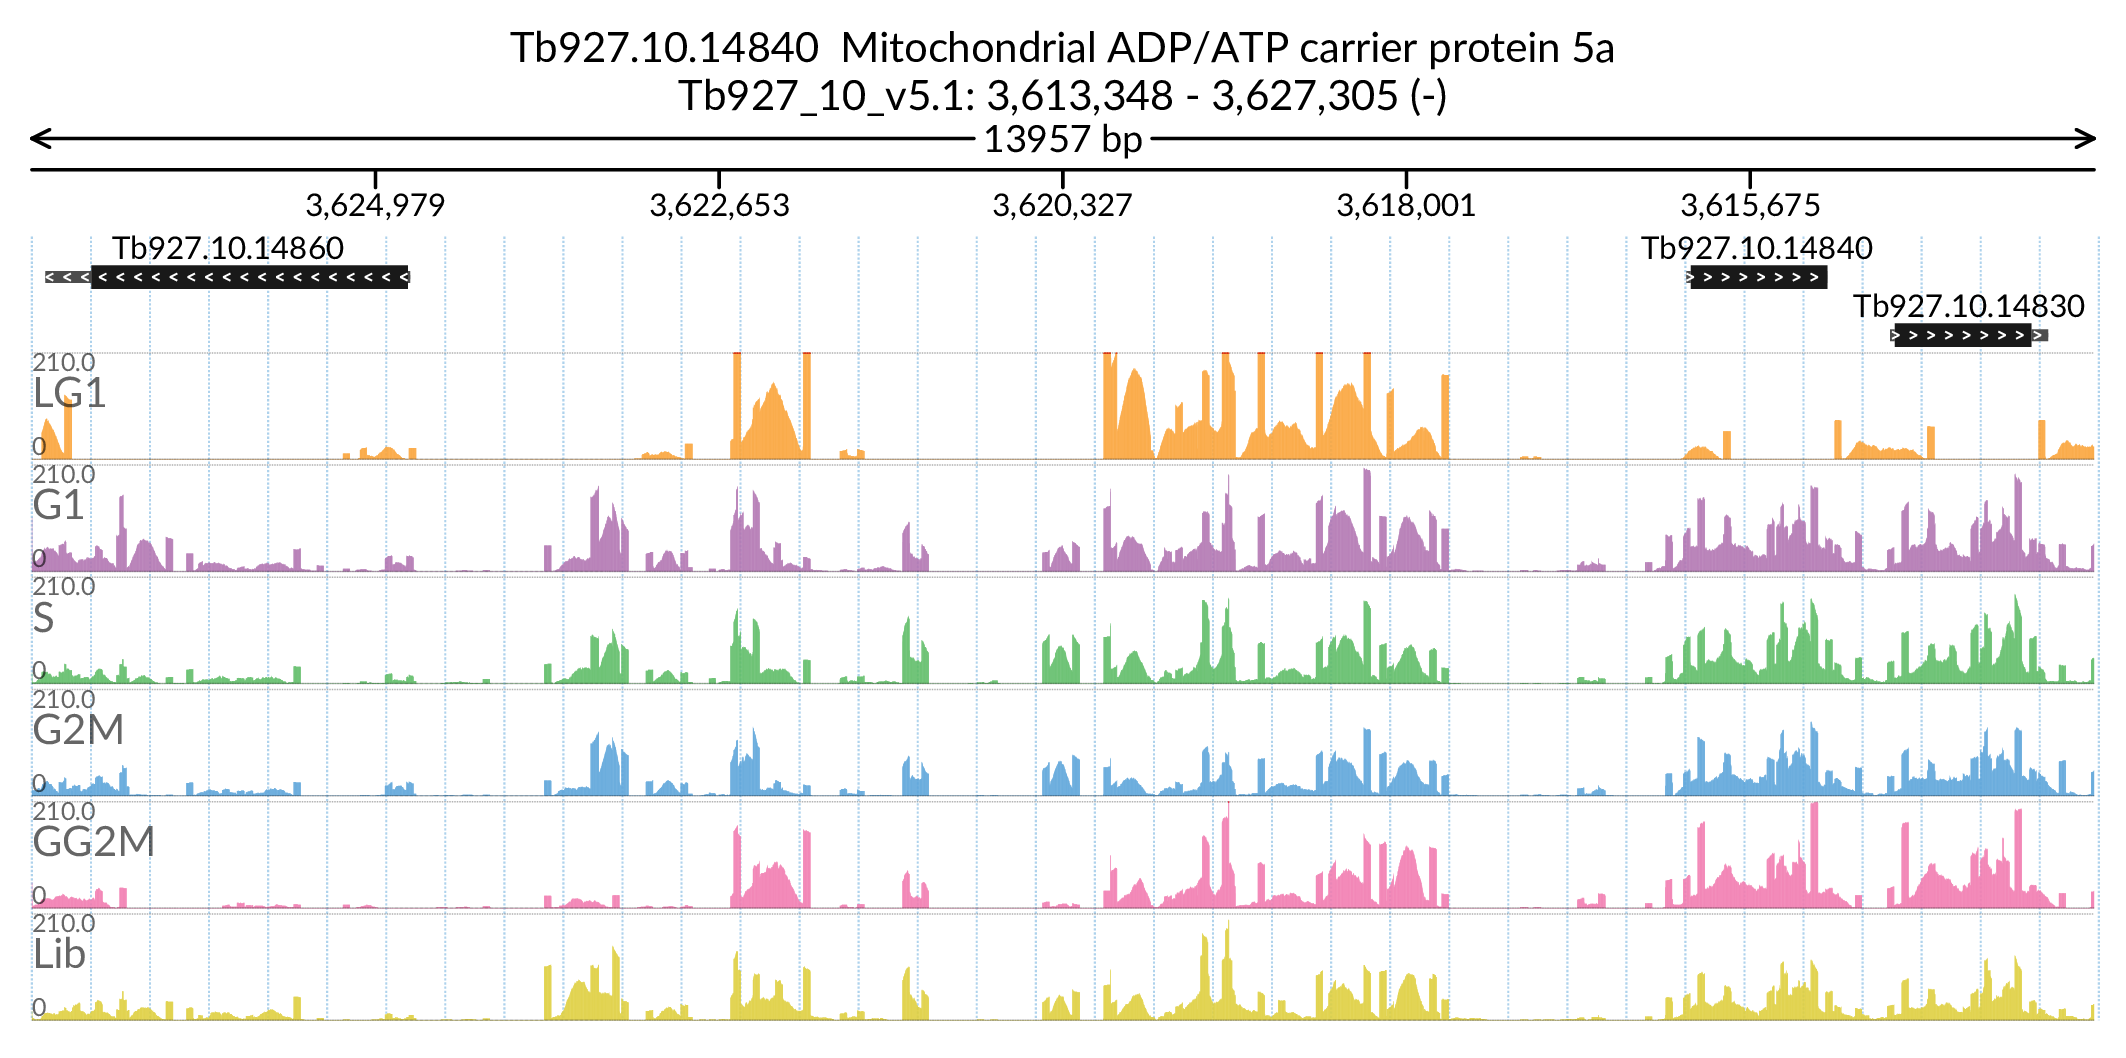 Tb927.10.14840 Mitochondrial ADP/ATP carrier protein 5a
Tb927_10_v5.1: 3,613,348 - 3,627,305 (-)
13957 bp
3,624,979 3,622,653 3,620,327 3,618,001 3,615,675
Tb927.10.14860 Tb927.10.14840
Tb927.10.14830
210.0
LG1
0
210.0
G1
0
210.0
S
0
210.0
G2M
0
210.0
GG2M
0
210.0
Lib
0